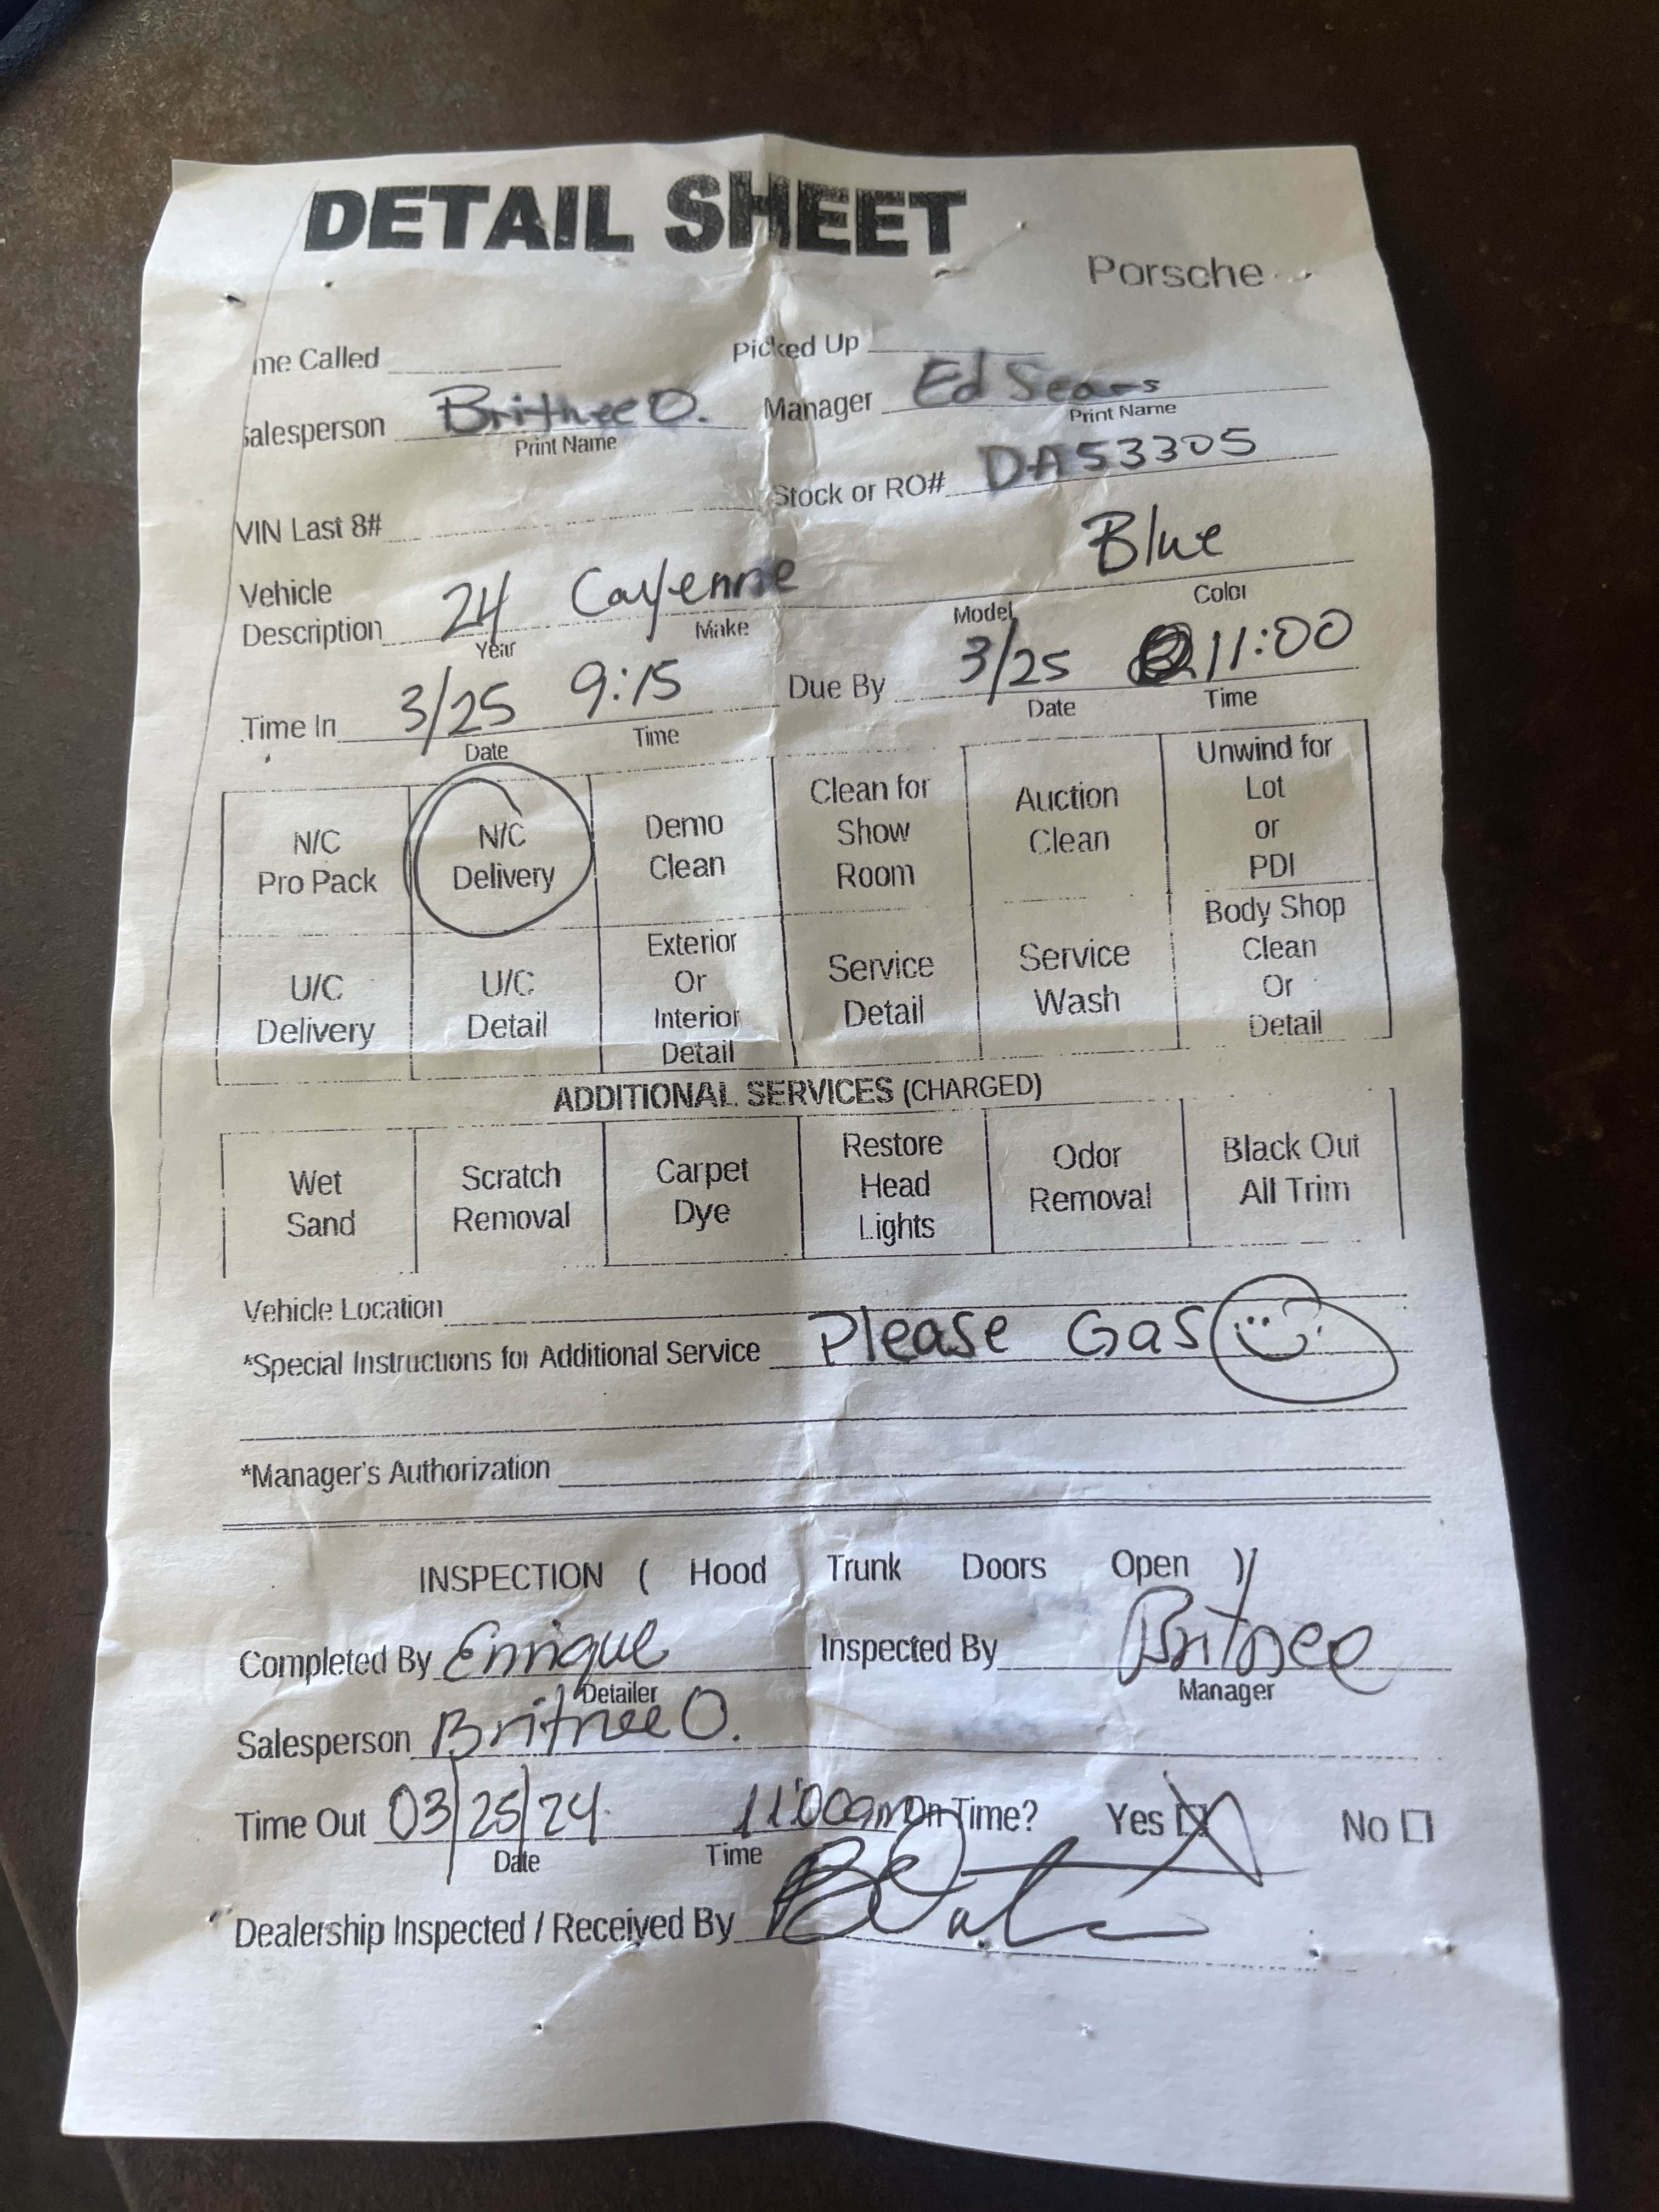 DETAIL SHEET
Porsche
me Called Picked Up
Salesperson Britnee O. Manager Ed Sears
Print Name Print Name
VIN Last 8# Stock or RO# DA53305
Vehicle Description 24 Cayenne Blue
Year Make Model Color
Time In 3/25 9:15 Due By 3/25 11:00
Date Time Date Time
N/C Pro Pack
N/C Delivery
Demo Clean
Clean for Show Room
Auction Clean
Unwind for Lot or PDI
U/C Delivery
U/C Detail
Exterior Or Interior Detail
Service Detail
Service Wash
Body Shop Clean Or Detail
ADDITIONAL SERVICES (CHARGED)
Wet Sand
Scratch Removal
Carpet Dye
Restore Head Lights
Odor Removal
Black Out All Trim
Vehicle Location
*Special Instructions for Additional Service Please Gas
*Manager's Authorization
INSPECTION ( Hood Trunk Doors Open )
Completed By Enrique Inspected By Britnee
Detailer Manager
Salesperson Britnee O.
Time Out 03/25/24 11:00am On Time? Yes No
Date Time
Dealership Inspected / Received By